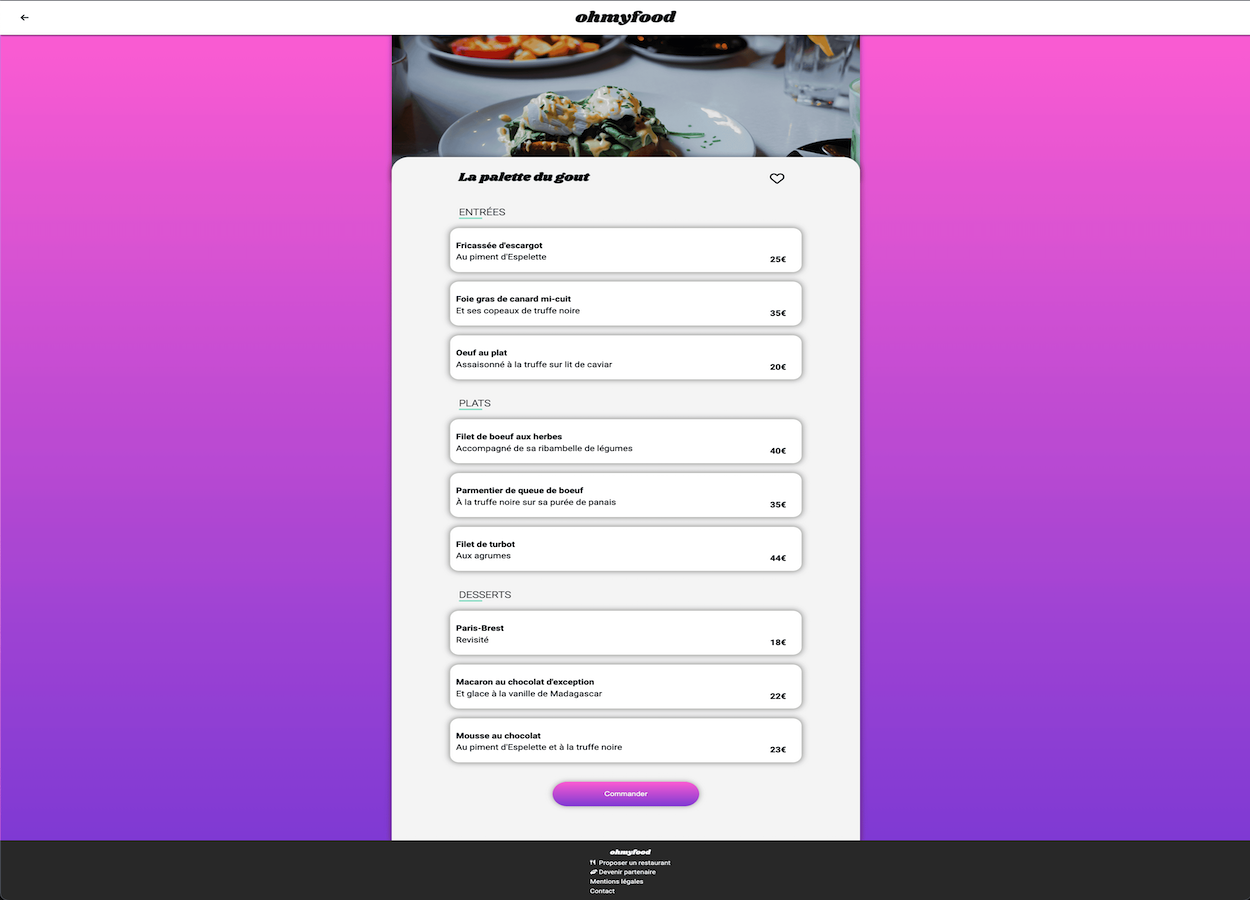 ohmyfood
La palette du gout
ENTRÉES
Fricassée d'escargot
Au piment d'Espelette
25€
Foie gras de canard mi-cuit
Et ses copeaux de truffe noire
35€
Oeuf au plat
Assaisonné à la truffe sur lit de caviar
20€
PLATS
Filet de boeuf aux herbes
Accompagné de sa ribambelle de légumes
40€
Parmentier de queue de boeuf
À la truffe noire sur sa purée de panais
35€
Filet de turbot
Aux agrumes
44€
DESSERTS
Paris-Brest
Revisité
18€
Macaron au chocolat d'exception
Et glace à la vanille de Madagascar
22€
Mousse au chocolat
Au piment d'Espelette et à la truffe noire
23€
Commander
ohmyfood
Proposer un restaurant
Devenir partenaire
Mentions légales
Contact